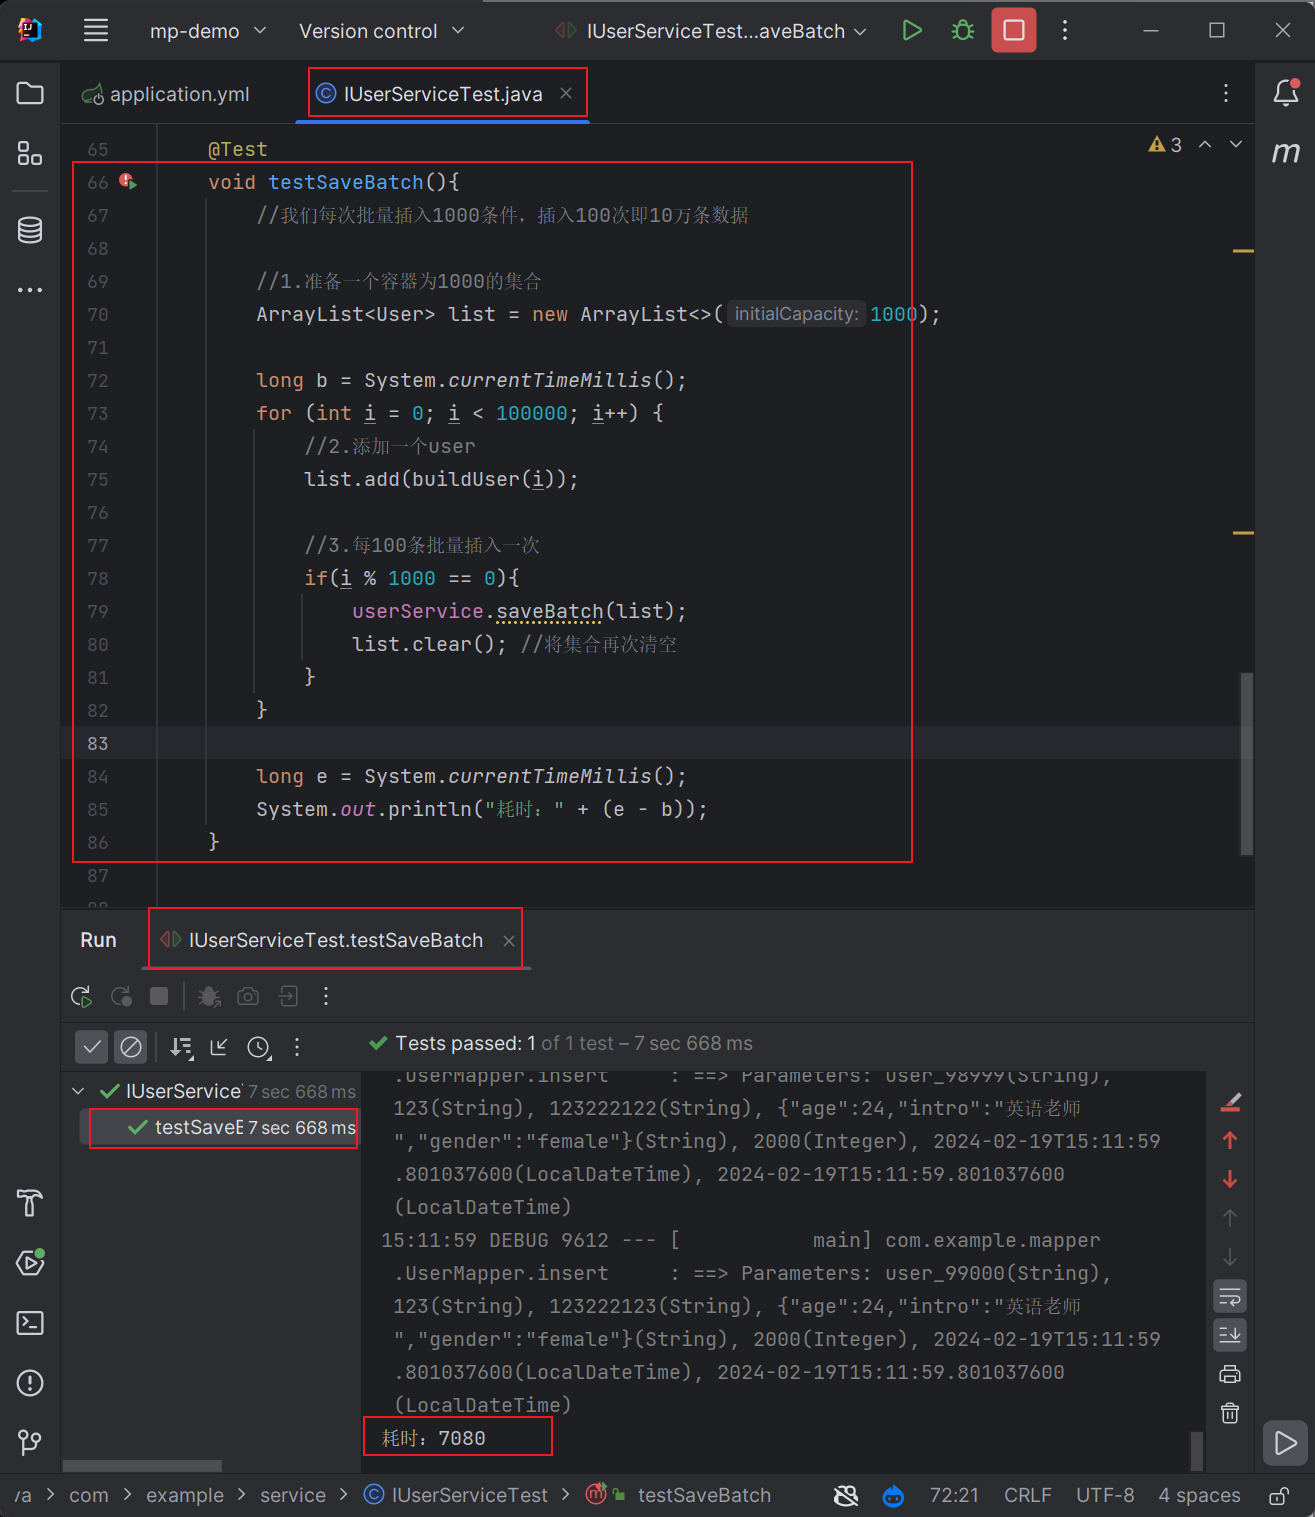 mp-demo Version control IUserServiceTest...aveBatch
application.yml IUserServiceTest.java
65 @Test 3
66 void testSaveBatch(){
67 //我们每次批量插入1000条件，插入100次即10万条数据
68
69 //1.准备一个容器为1000的集合
70 ArrayList<User> list = new ArrayList<>( initialCapacity: 1000);
71
72 long b = System.currentTimeMillis();
73 for (int i = 0; i < 100000; i++) {
74 //2.添加一个user
75 list.add(buildUser(i));
76
77 //3.每100条批量插入一次
78 if(i % 1000 == 0){
79 userService.saveBatch(list);
80 list.clear(); //将集合再次清空
81 }
82 }
83
84 long e = System.currentTimeMillis();
85 System.out.println("耗时：" + (e - b));
86 }
87
Run IUserServiceTest.testSaveBatch
Tests passed: 1 of 1 test – 7 sec 668 ms
IUserService 7 sec 668 ms
testSaveB 7 sec 668 ms
.UserMapper.insert : ==> Parameters: user_98999(String),
123(String), 123222122(String), {"age":24,"intro":"英语老师
","gender":"female"}(String), 2000(Integer), 2024-02-19T15:11:59
.801037600(LocalDateTime), 2024-02-19T15:11:59.801037600
(LocalDateTime)
15:11:59 DEBUG 9612 --- [ main] com.example.mapper
.UserMapper.insert : ==> Parameters: user_99000(String),
123(String), 123222123(String), {"age":24,"intro":"英语老师
","gender":"female"}(String), 2000(Integer), 2024-02-19T15:11:59
.801037600(LocalDateTime), 2024-02-19T15:11:59.801037600
(LocalDateTime)
耗时：7080
va > com > example > service > IUserServiceTest > testSaveBatch 72:21 CRLF UTF-8 4 spaces